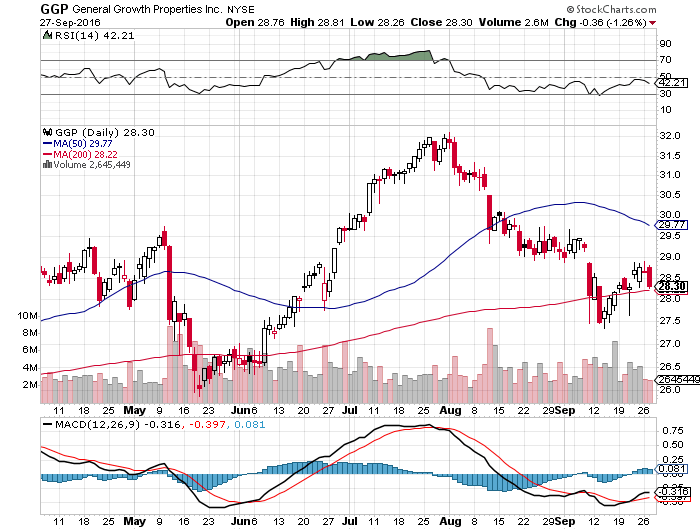 GGP General Growth Properties Inc. NYSE © StockCharts.com
27-Sep-2016 Open 28.76 High 28.81 Low 28.26 Close 28.30 Volume 2.6M Chg -0.36 (-1.26%)
RSI(14) 42.21
90
70
50
42.21
30
10
GGP (Daily) 28.30
MA(50) 29.77
MA(200) 28.22
Volume 2,645,449
32.0
31.5
31.0
30.5
30.0
29.77
29.5
29.0
28.5
28.30
28.0
27.5
27.0
26.5
26.0
10M
8M
6M
4M
2M
2645449
11 18 25 May 9 16 23 Jun 6 13 20 27 Jul 11 18 25 Aug 8 15 22 29 Sep 12 19 26
MACD(12,26,9) -0.316, -0.397, 0.081
0.75
0.50
0.25
0.081
-0.316
11 18 25 May 9 16 23 Jun 6 13 20 27 Jul 11 18 25 Aug 8 15 22 29 Sep 12 19 26